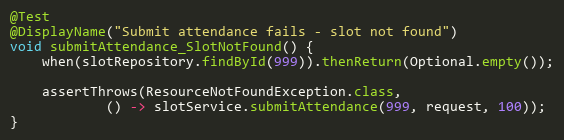 @Test
@DisplayName("Submit attendance fails - slot not found")
void submitAttendance_SlotNotFound() {
    when(slotRepository.findById(999)).thenReturn(Optional.empty());

    assertThrows(ResourceNotFoundException.class,
            () -> slotService.submitAttendance(999, request, 100));
}